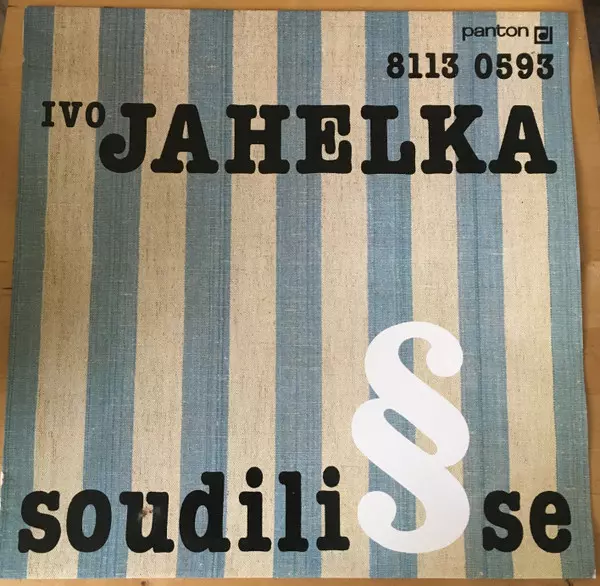 panton
8113 0593
IVO JAHELKA
soudili § se